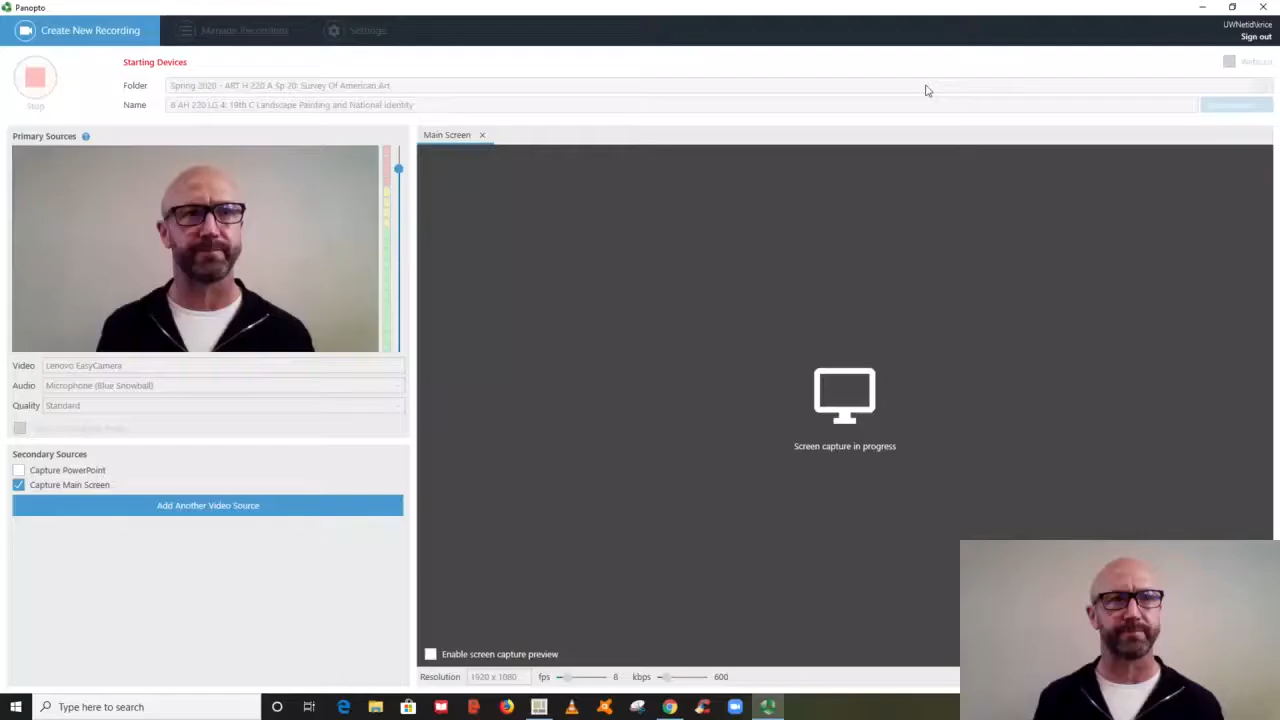 Panopto
Create New Recording
Manage Recordings
Settings
UWNetid\krice
Sign out
Starting Devices
Webcast
Folder
Spring 2020 - ART H 220 A Sp 20: Survey Of American Art
Stop
Name
6 AH 220 LG 4: 19th C Landscape Painting and National identity
Primary Sources
Main Screen
Video
Lenovo EasyCamera
Audio
Microphone (Blue Snowball)
Quality
Standard
Screen capture in progress
Secondary Sources
Capture PowerPoint
Capture Main Screen
Add Another Video Source
Enable screen capture preview
Resolution
1920 x 1080
fps
8
kbps
600
Type here to search